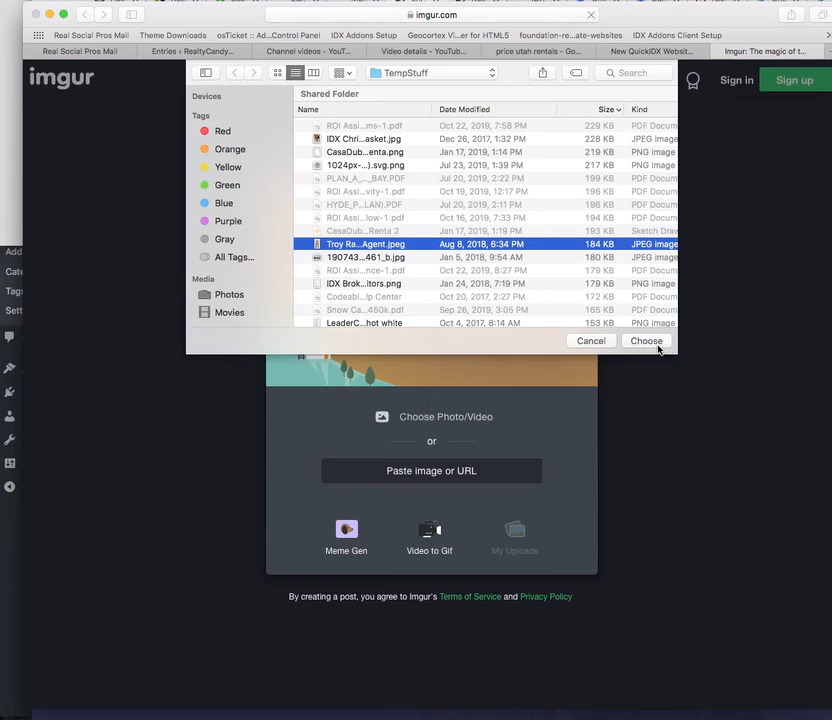 imgur.com
Real Social Pros Mail Theme Downloads osTicket :. Ad...Control Panel IDX Addons Setup Geocortex Vi...er for HTML5 foundation-re...ate-websites IDX Addons Client Setup
Real Social Pros Mail Entries ‹ RealtyCandy... Channel videos - YouT... Video details - YouTub... price utah rentals - Go... New QuickIDX Websit... Imgur: The magic of t...
imgur
TempStuff
Search
Sign in
Sign up
Devices
Tags
Red
Orange
Yellow
Green
Blue
Purple
Gray
All Tags...
Media
Photos
Movies
Shared Folder
Name Date Modified Size Kind
ROI Assi...ms-1.pdf Oct 22, 2019, 7:58 PM 229 KB PDF Docum
IDX Chri...asket.jpg Dec 26, 2017, 1:32 PM 228 KB JPEG image
CasaDub...enta.png Jan 17, 2019, 1:14 PM 219 KB PNG image
1024px-...).svg.png Jul 23, 2019, 1:39 PM 217 KB PNG image
PLAN_A_..._BAY.PDF Jul 20, 2019, 2:22 PM 199 KB PDF Docum
ROI Assi...vity-1.pdf Oct 19, 2019, 12:17 PM 196 KB PDF Docum
HYDE_P...LAN).pdf Jul 20, 2019, 2:11 PM 196 KB PDF Docum
ROI Assi...low-1.pdf Oct 16, 2019, 7:33 PM 194 KB PDF Docum
CasaDub...Renta 2 Jan 17, 2019, 1:19 PM 193 KB Sketch Draw
Troy Ra...Agent.jpeg Aug 8, 2018, 6:34 PM 184 KB JPEG image
190743...461_b.jpg Jan 5, 2018, 9:54 AM 180 KB JPEG image
ROI Assi...nce-1.pdf Oct 22, 2019, 8:27 PM 179 KB PDF Docum
IDX Brok...itors.png Jan 24, 2018, 7:19 PM 179 KB PNG image
Codeabl...lp Center Oct 20, 2017, 2:27 PM 172 KB PDF Docum
Snow Ca...450k.pdf Sep 26, 2019, 3:05 PM 165 KB PDF Docum
LeaderC...hot white Oct 4, 2017, 8:14 AM 153 KB PNG image
Cancel
Choose
Add
Cate
Tags
Sett
Choose Photo/Video
or
Paste image or URL
Meme Gen
Video to Gif
My Uploads
By creating a post, you agree to Imgur's Terms of Service and Privacy Policy